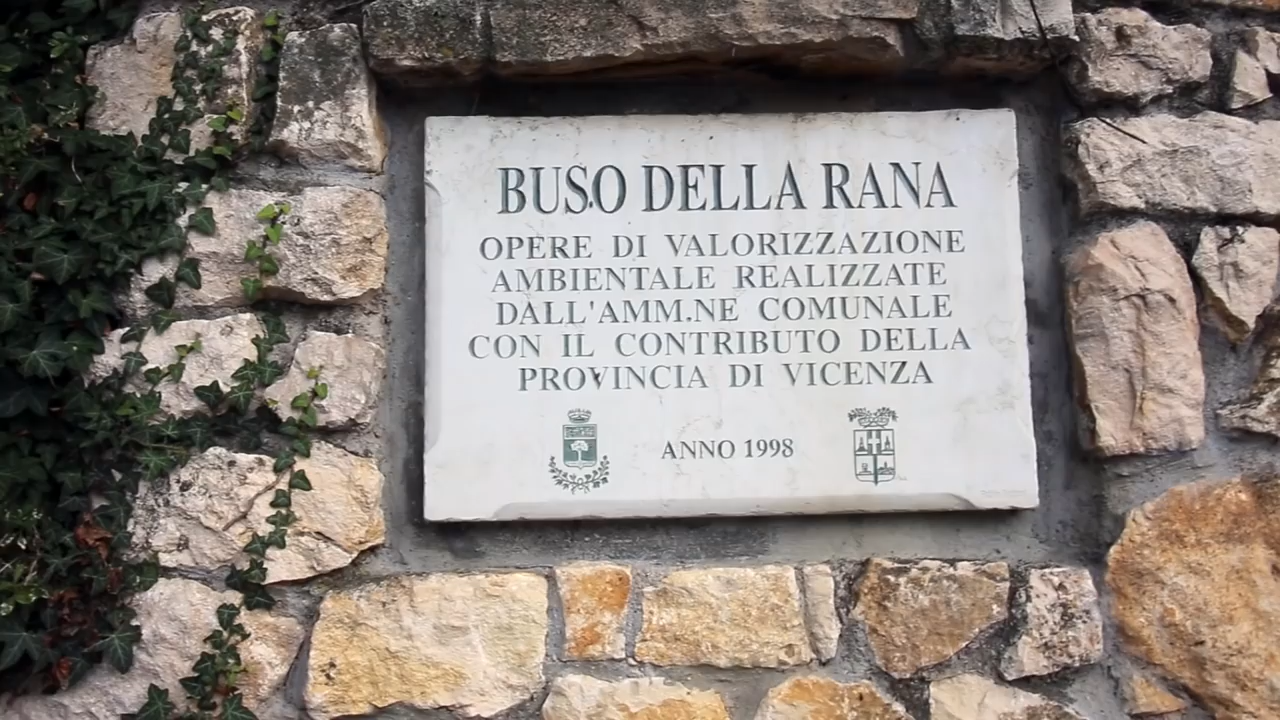 BUSO DELLA RANA
OPERE DI VALORIZZAZIONE
AMBIENTALE REALIZZATE
DALL'AMM.NE COMUNALE
CON IL CONTRIBUTO DELLA
PROVINCIA DI VICENZA
ANNO 1998